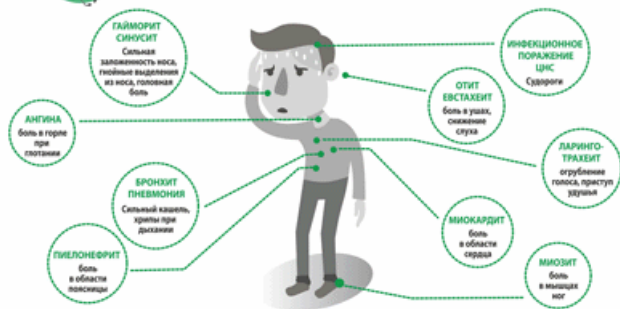 ГАЙМОРИТ
СИНУСИТ
Сильная
заложенность носа,
гнойные выделения
из носа, головная
боль
ИНФЕКЦИОННОЕ
ПОРАЖЕНИЕ
ЦНС
Судороги
ОТИТ
ЕВСТАХЕИТ
боль в ушах,
снижение
слуха
АНГИНА
боль в горле
при
глотании
ЛАРИНГО-
ТРАХЕИТ
огрубление
голоса, приступ
удушья
БРОНХИТ
ПНЕВМОНИЯ
Сильный кашель,
хрипы при
дыхании
МИОКАРДИТ
боль
в области
сердца
ПИЕЛОНЕФРИТ
боль
в области
поясницы
МИОЗИТ
боль
в мышцах
ног